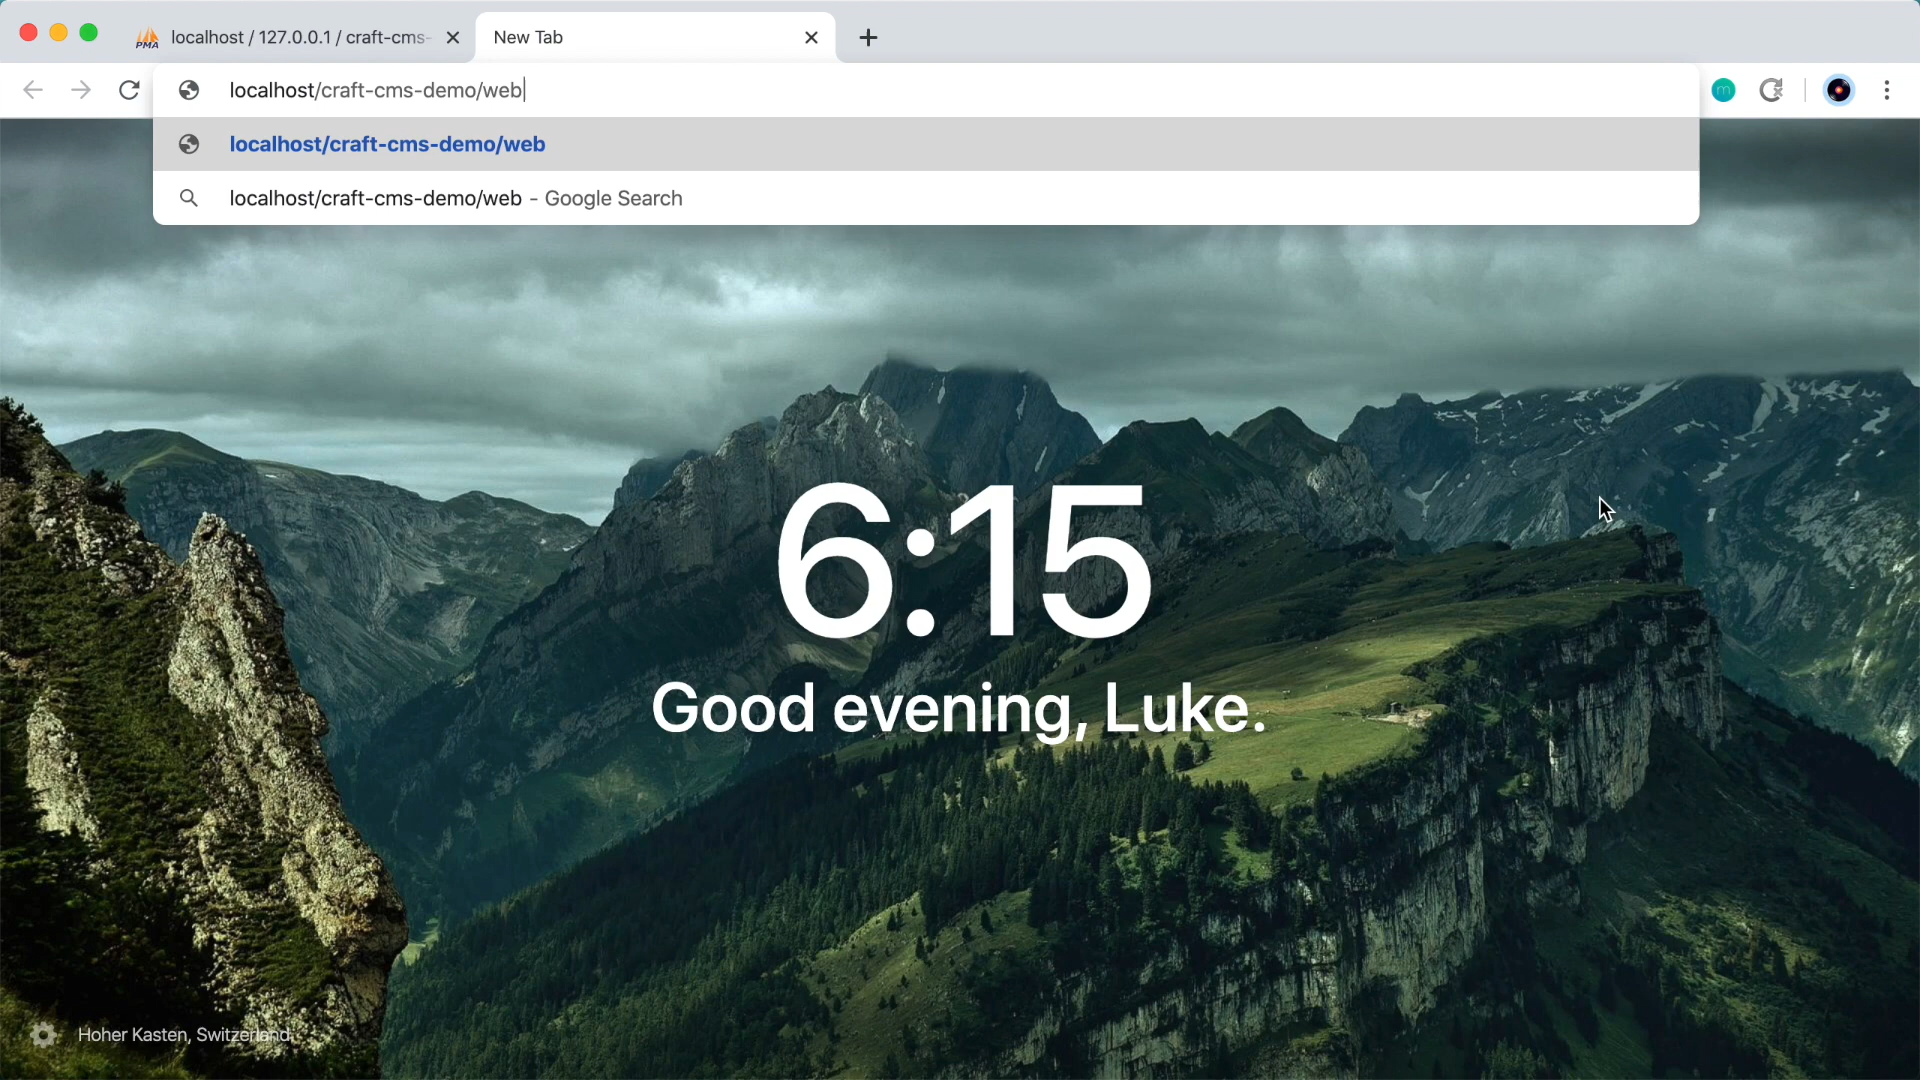 PMA localhost / 127.0.0.1 / craft-cms-
New Tab
localhost/craft-cms-demo/web
m
localhost/craft-cms-demo/web
localhost/craft-cms-demo/web - Google Search
6:15
Good evening, Luke.
Hoher Kasten, Switzerland